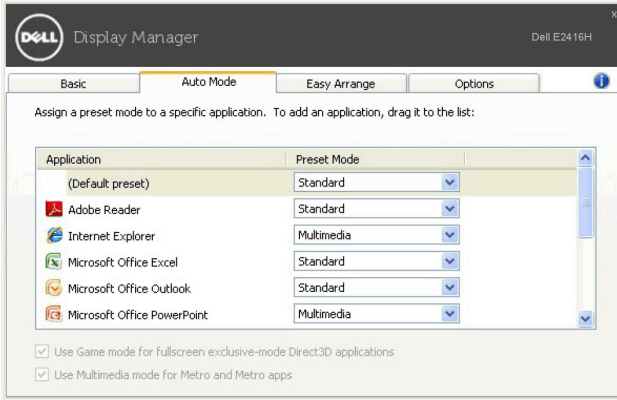 x
DELL Display Manager Dell E2416H
Basic Auto Mode Easy Arrange Options i
Assign a preset mode to a specific application. To add an application, drag it to the list:
Application Preset Mode
(Default preset) Standard
Adobe Reader Standard
Internet Explorer Multimedia
Microsoft Office Excel Standard
Microsoft Office Outlook Standard
Microsoft Office PowerPoint Multimedia
Use Game mode for fullscreen exclusive-mode Direct3D applications
Use Multimedia mode for Metro and Metro apps